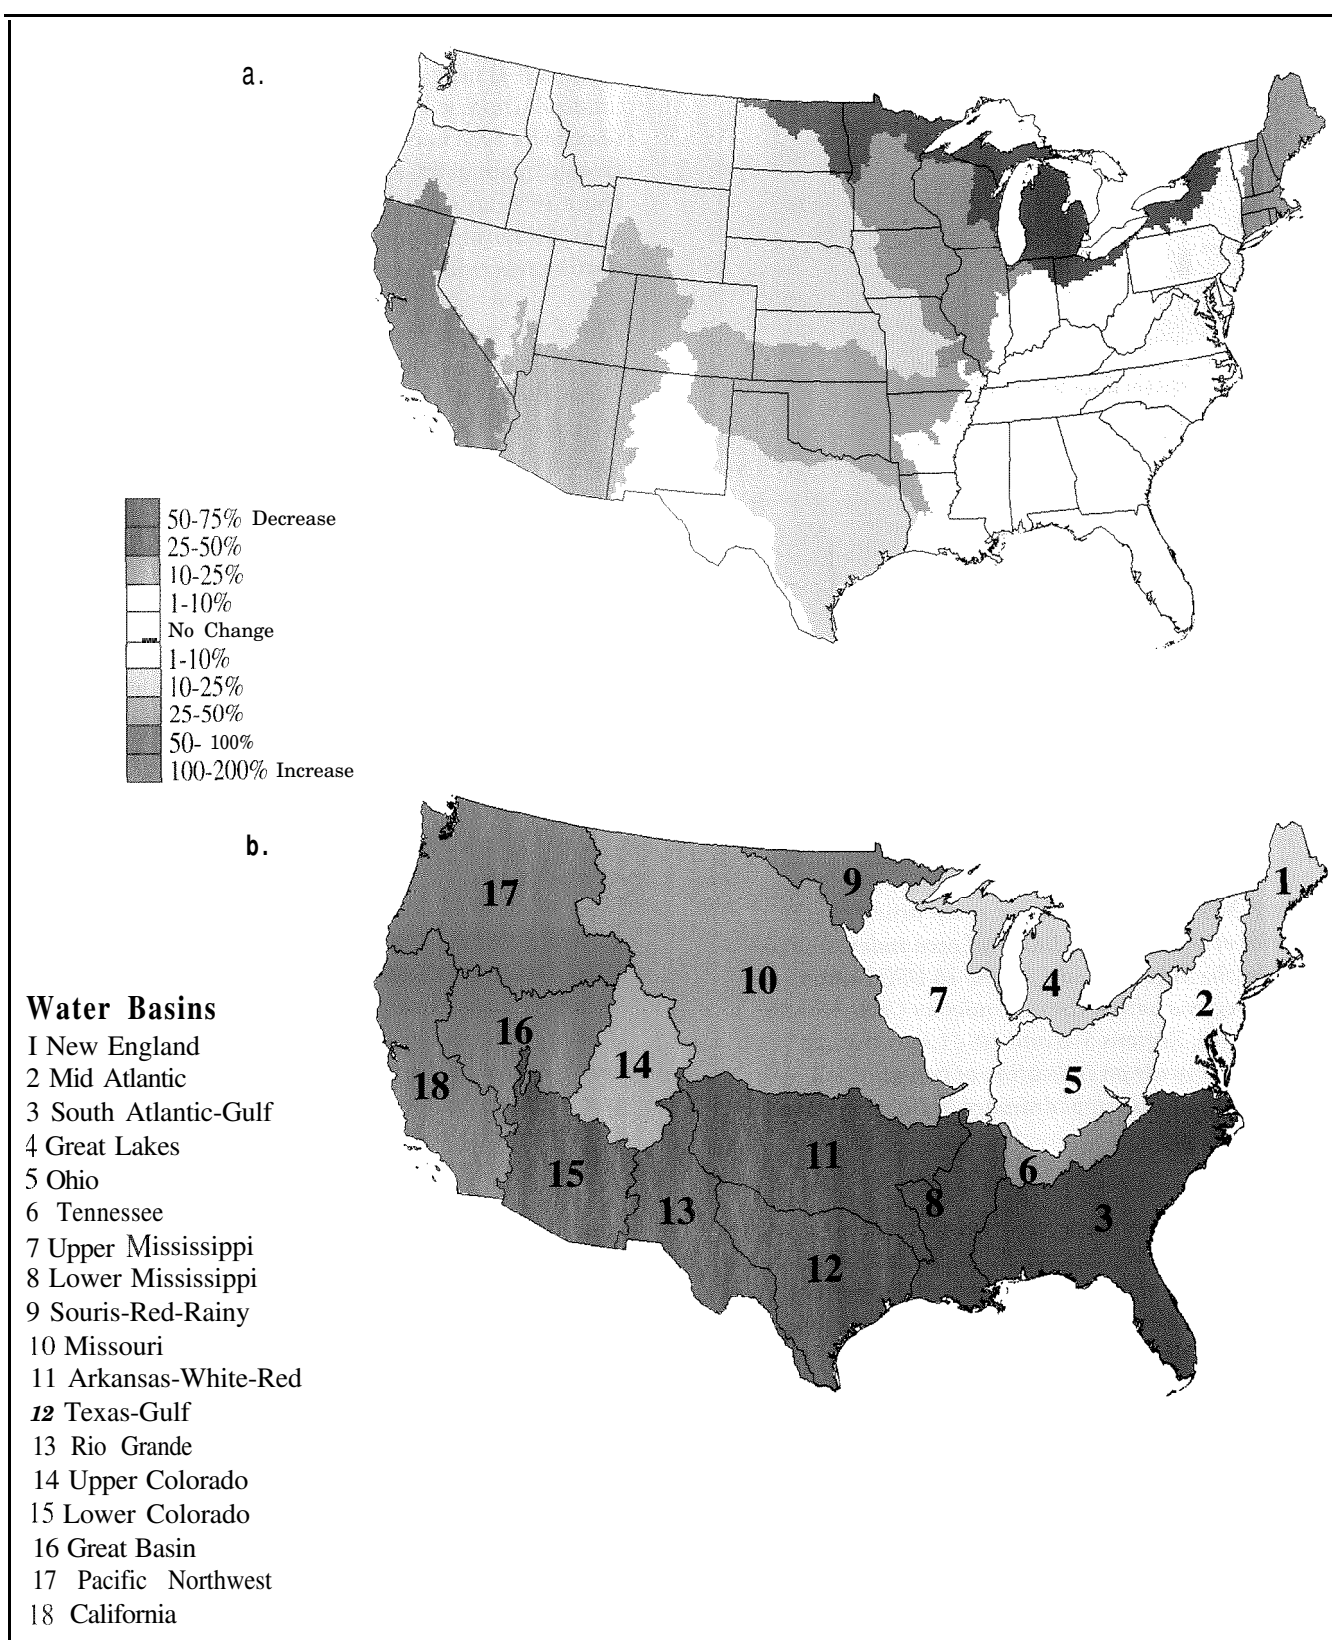 a.
50-75% Decrease
25-50%
10-25%
1-10%
No Change
1-10%
10-25%
25-50%
50- 100%
100-200% Increase
b.
17
9
1
10
7
4
2
16
14
5
18
11
15
6
8
13
3
12
Water Basins
I New England
2 Mid Atlantic
3 South Atlantic-Gulf
4 Great Lakes
5 Ohio
6 Tennessee
7 Upper Mississippi
8 Lower Mississippi
9 Souris-Red-Rainy
10 Missouri
11 Arkansas-White-Red
12 Texas-Gulf
13 Rio Grande
14 Upper Colorado
15 Lower Colorado
16 Great Basin
17 Pacific Northwest
18 California